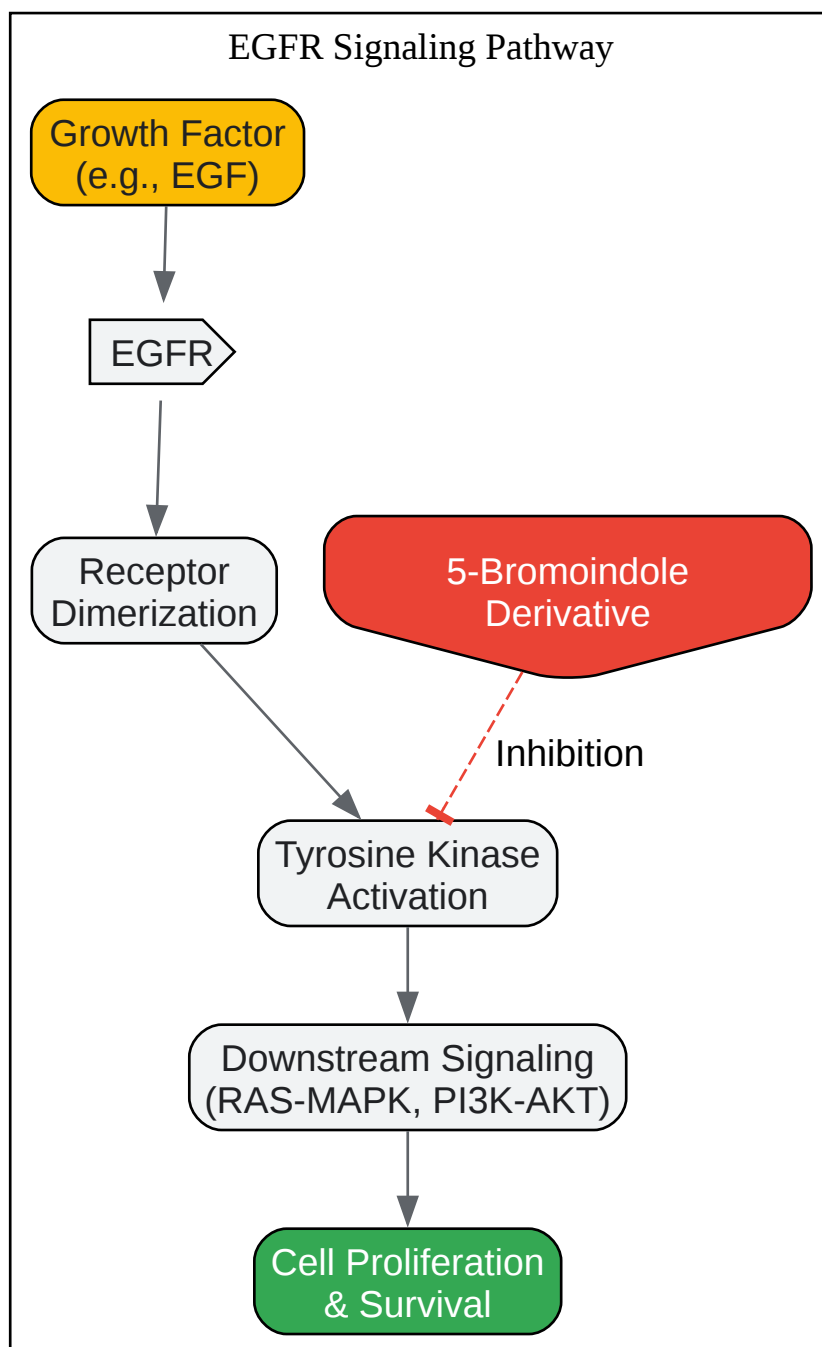 EGFR Signaling Pathway
Growth Factor
(e.g., EGF)
EGFR
Receptor
Dimerization
5-Bromoindole
Derivative
Inhibition
Tyrosine Kinase
Activation
Downstream Signaling
(RAS-MAPK, PI3K-AKT)
Cell Proliferation
& Survival